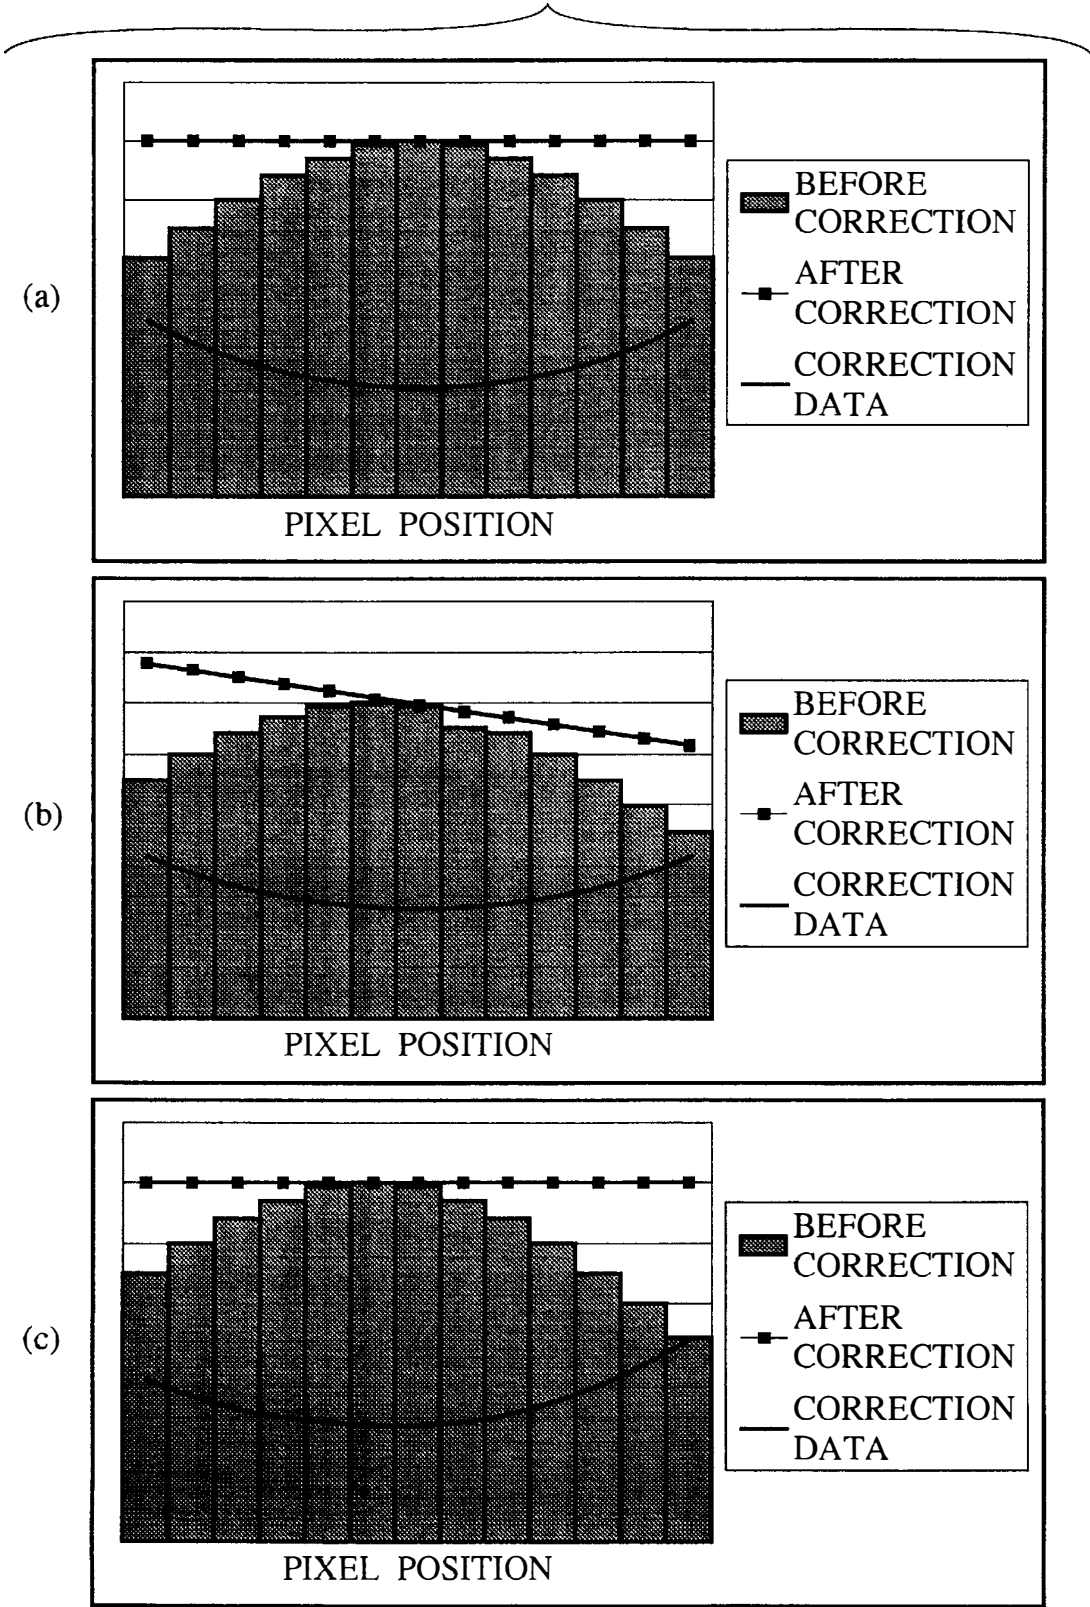 (a)
BEFORE
CORRECTION
AFTER
CORRECTION
CORRECTION
DATA
PIXEL POSITION
(b)
BEFORE
CORRECTION
AFTER
CORRECTION
CORRECTION
DATA
PIXEL POSITION
(c)
BEFORE
CORRECTION
AFTER
CORRECTION
CORRECTION
DATA
PIXEL POSITION